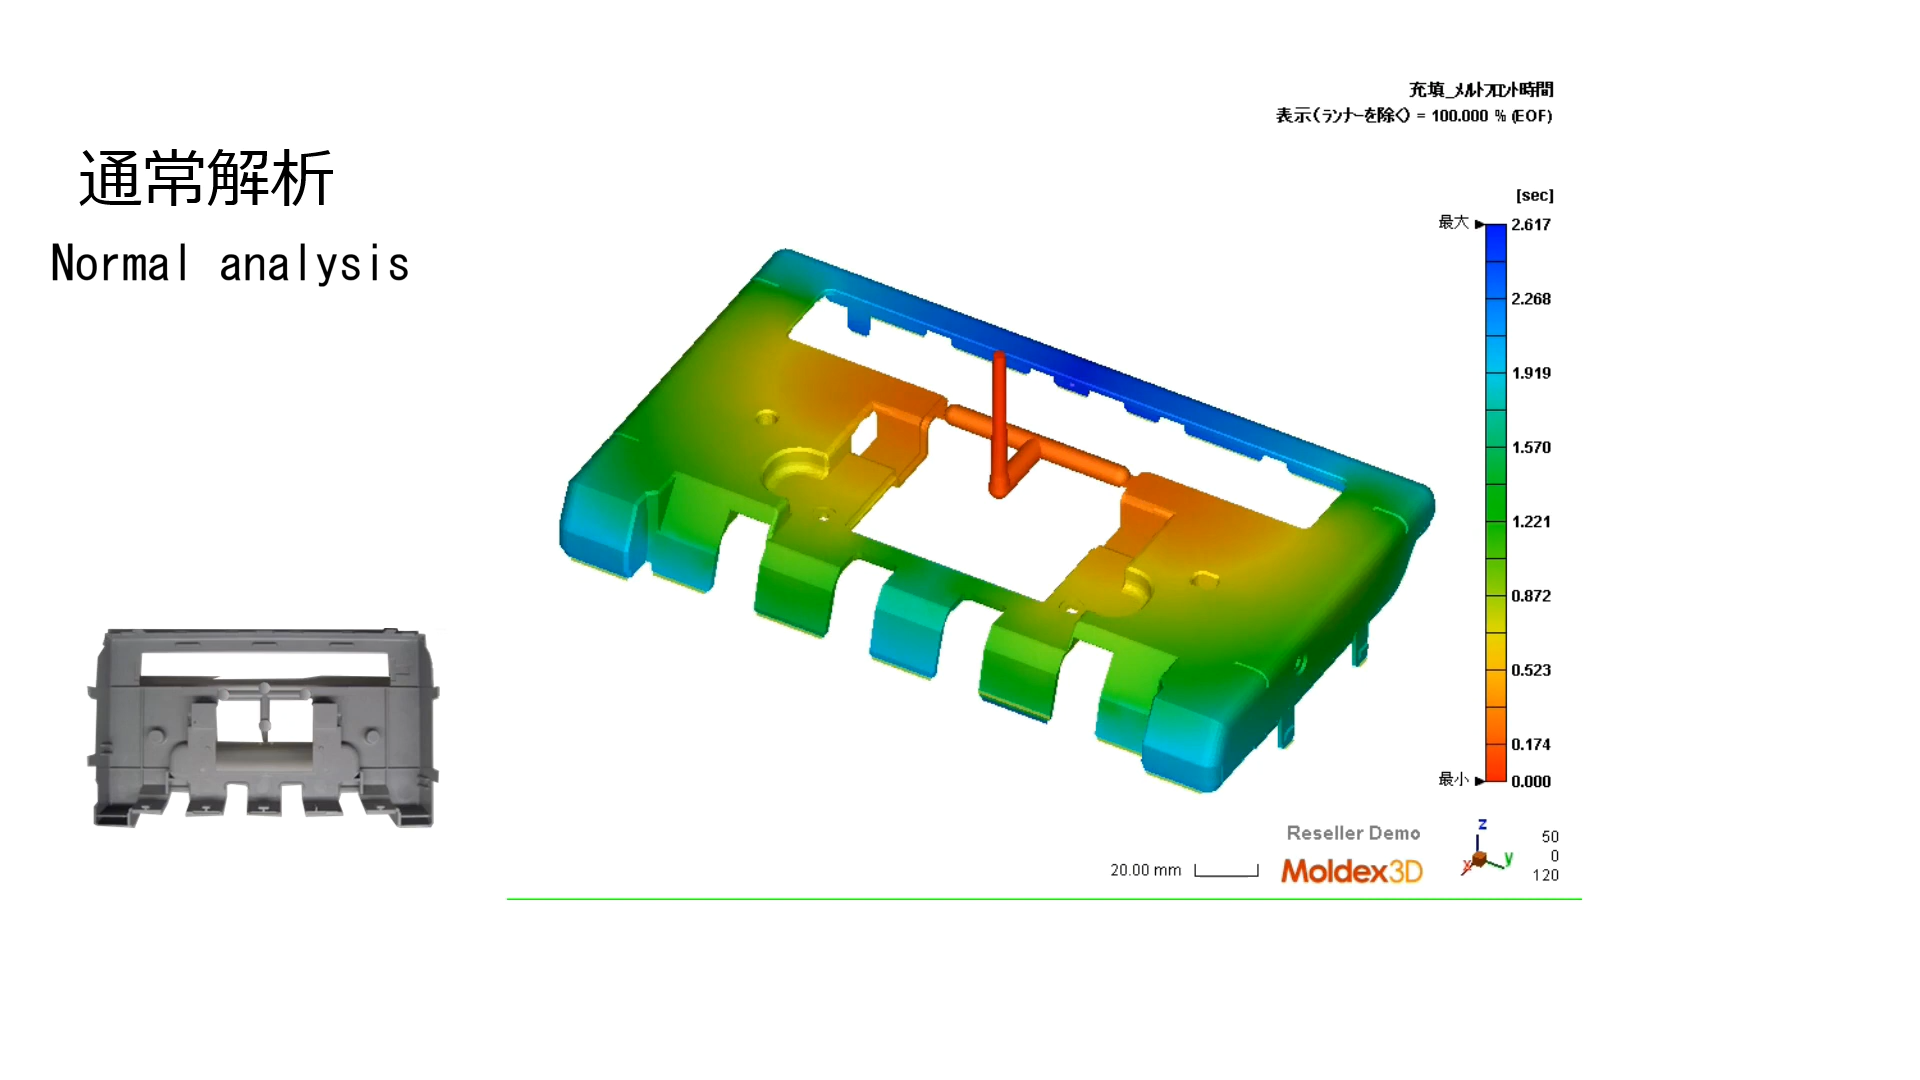 通常解析
Normal analysis
充填_ﾒﾙﾄﾌﾛﾝﾄ時間
表示(ランナーを除く) = 100.000 % (EOF)
[sec]
最大 2.617
2.268
1.919
1.570
1.221
0.872
0.523
0.174
最小 0.000
Reseller Demo
20.00 mm
Moldex3D
z
x
y
50
0
120